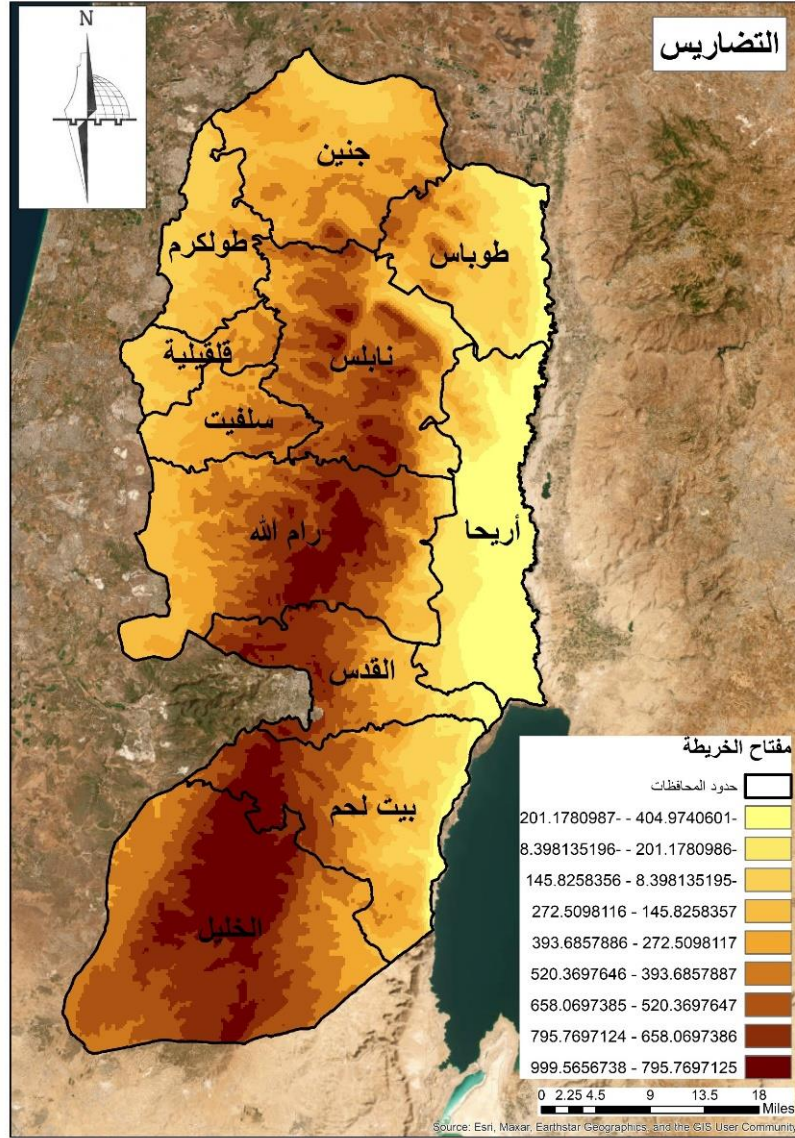 N
التضاريس
جنين
طوباس
طولكرم
نابلس
قلقيلية
سلفيت
أريحا
رام الله
القدس
بيت لحم
الخليل
مفتاح الخريطة
حدود المحافظات
201.1780987- - 404.9740601-
8.398135196- - 201.1780986-
145.8258356 - 8.398135195-
272.5098116 - 145.8258357
393.6857886 - 272.5098117
520.3697646 - 393.6857887
658.0697385 - 520.3697647
795.7697124 - 658.0697386
999.5656738 - 795.7697125
0 2.25 4.5 9 13.5 18
Miles
Source: Esri, Maxar, Earthstar Geographics, and the GIS User Community